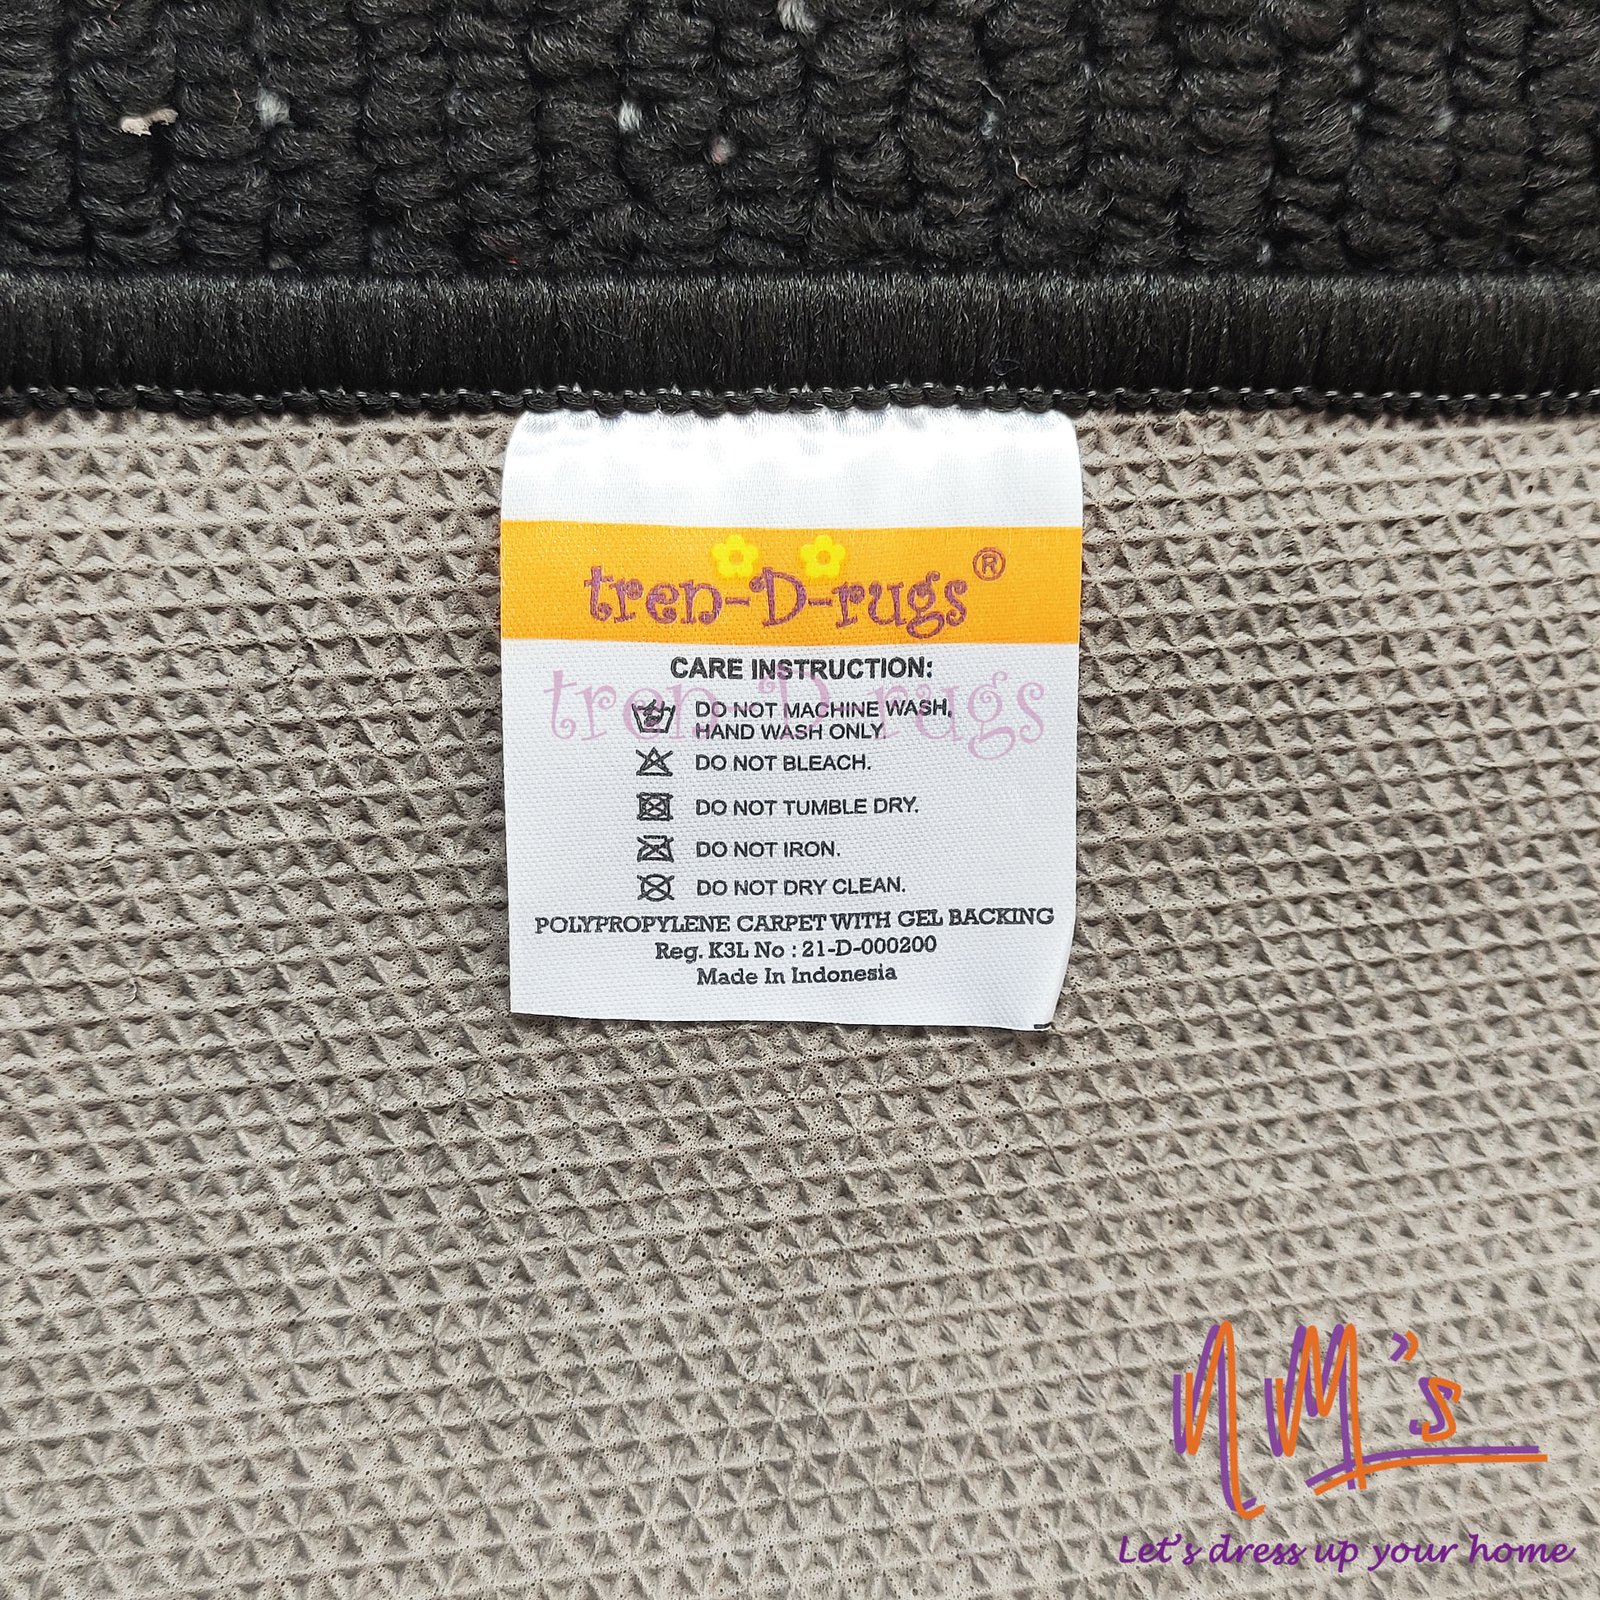 tren-D-rugs®
CARE INSTRUCTION:
tren-D-rugs
DO NOT MACHINE WASH,
HAND WASH ONLY.
DO NOT BLEACH.
DO NOT TUMBLE DRY.
DO NOT IRON.
DO NOT DRY CLEAN.
POLYPROPYLENE CARPET WITH GEL BACKING
Reg. K3L No : 21-D-000200
Made In Indonesia
NM's
Let's dress up your home